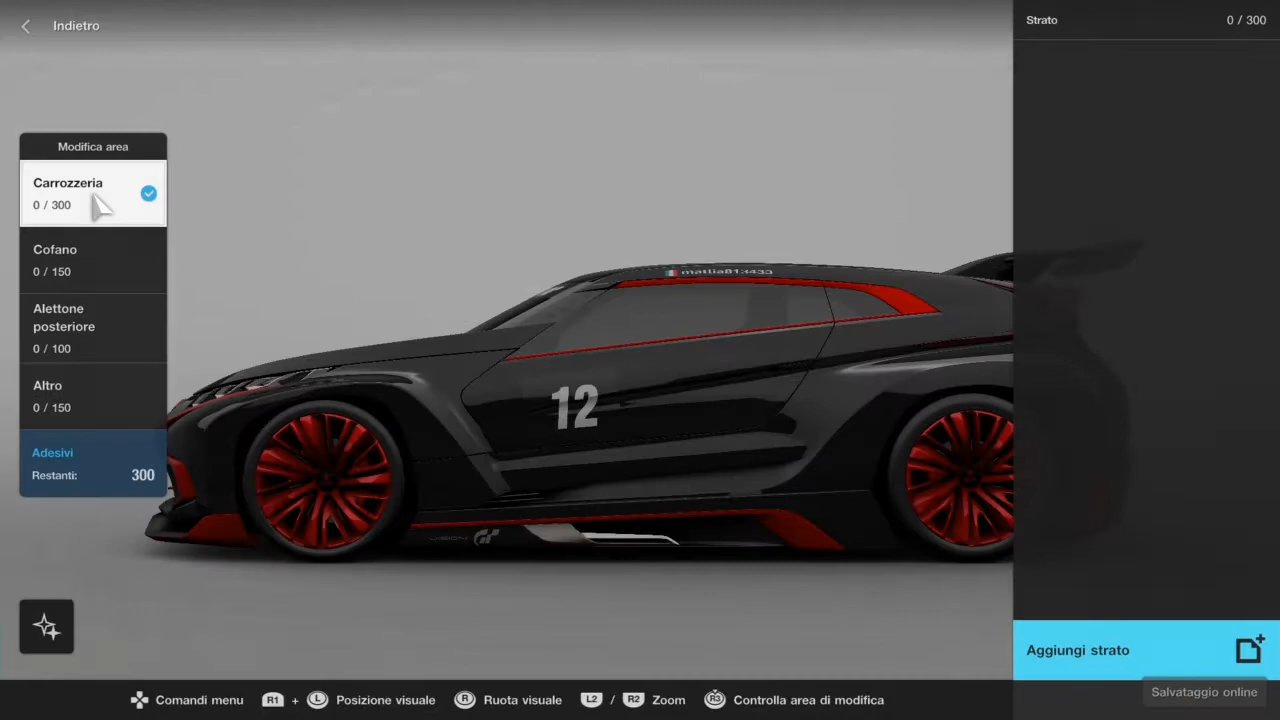 Indietro
Strato 0 / 300
Modifica area
Carrozzeria
0 / 300
Cofano
0 / 150
Alettone
posteriore
0 / 100
Altro
0 / 150
Adesivi
Restanti: 300
12
Aggiungi strato
Salvataggio online
Comandi menu R1 + L Posizione visuale R Ruota visuale L2 / R2 Zoom R3 Controlla area di modifica